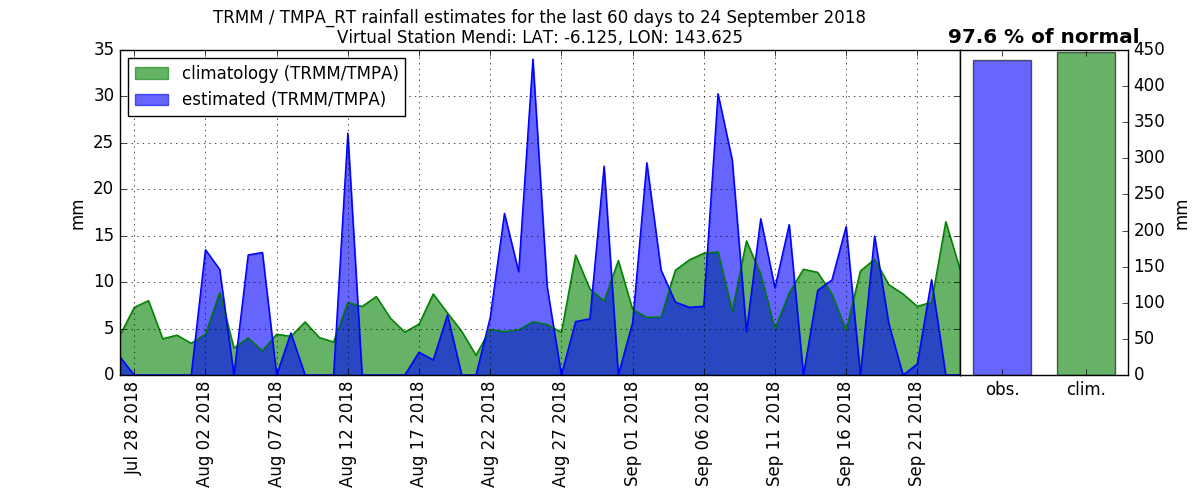 TRMM / TMPA_RT rainfall estimates for the last 60 days to 24 September 2018
Virtual Station Mendi: LAT: -6.125, LON: 143.625
97.6 % of normal
climatology (TRMM/TMPA)
estimated (TRMM/TMPA)
35
30
25
20
15
10
5
0
mm
Jul 28 2018
Aug 02 2018
Aug 07 2018
Aug 12 2018
Aug 17 2018
Aug 22 2018
Aug 27 2018
Sep 01 2018
Sep 06 2018
Sep 11 2018
Sep 16 2018
Sep 21 2018
obs.
clim.
450
400
350
300
250
200
150
100
50
0
mm